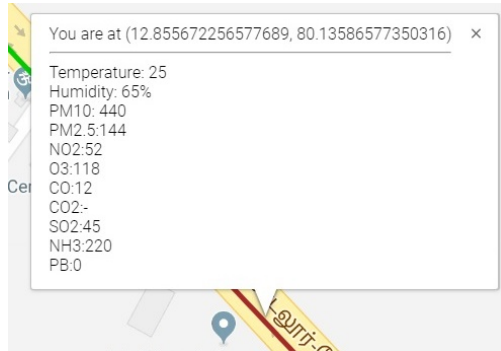 You are at (12.855672256577689, 80.13586577350316)
Temperature: 25
Humidity: 65%
PM10: 440
PM2.5:144
NO2:52
O3:118
CO:12
CO2:-
SO2:45
NH3:220
PB:0
Cer